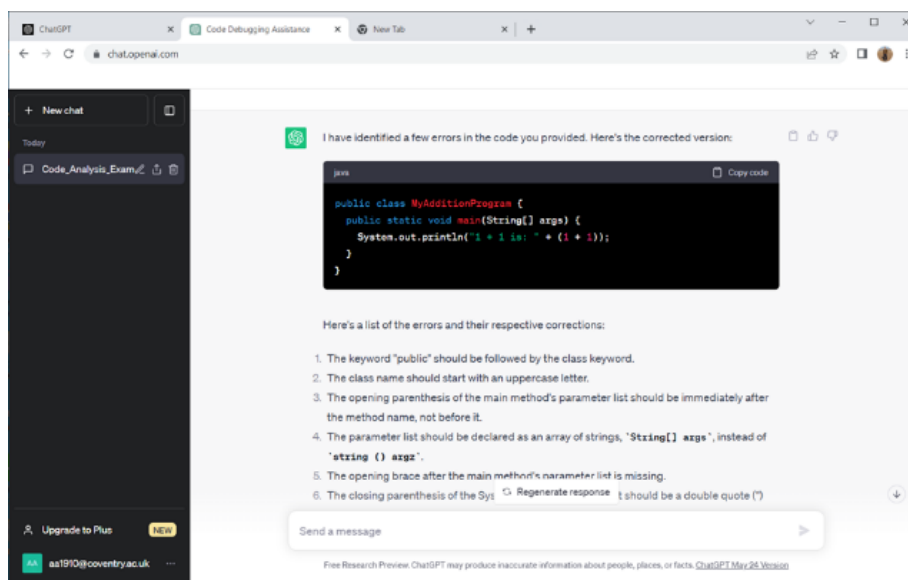 ChatGPT
Code Debugging Assistance
New Tab
chat.openai.com
+ New chat
Today
Code_Analysis_Exam
I have identified a few errors in the code you provided. Here's the corrected version:
java
Copy code
public class MyAdditionProgram {
public static void main(String[] args) {
System.out.println("1 + 1 is: " + (1 + 1));
}
}
Here's a list of the errors and their respective corrections:
1. The keyword "public" should be followed by the class keyword.
2. The class name should start with an uppercase letter.
3. The opening parenthesis of the main method's parameter list should be immediately after
the method name, not before it.
4. The parameter list should be declared as an array of strings, `String[] args`, instead of
`string () argz`.
5. The opening brace after the main method's parameter list is missing.
6. The closing parenthesis of the Sys
Regenerate response
t should be a double quote (")
Send a message
Upgrade to Plus
NEW
AA
aa1910@coventry.ac.uk
Free Research Preview. ChatGPT may produce inaccurate information about people, places, or facts. ChatGPT May 24 Version